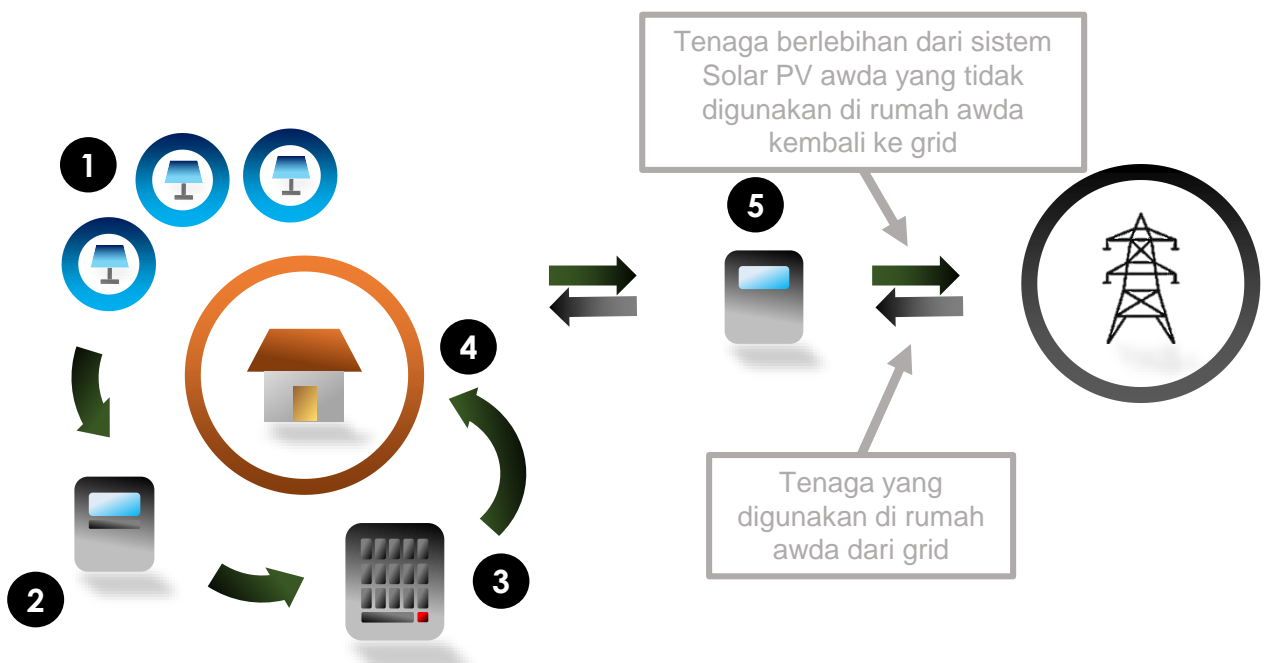 Tenaga berlebihan dari sistem
Solar PV awda yang tidak
digunakan di rumah awda
kembali ke grid
1
5
4
Tenaga yang
digunakan di rumah
awda dari grid
3
2